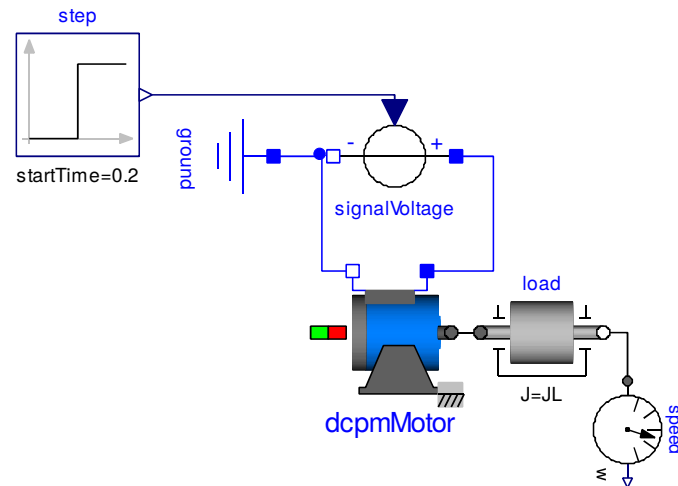 step
startTime=0.2
ground
-
+
signalVoltage
load
J=JL
dcpmMotor
speed
w